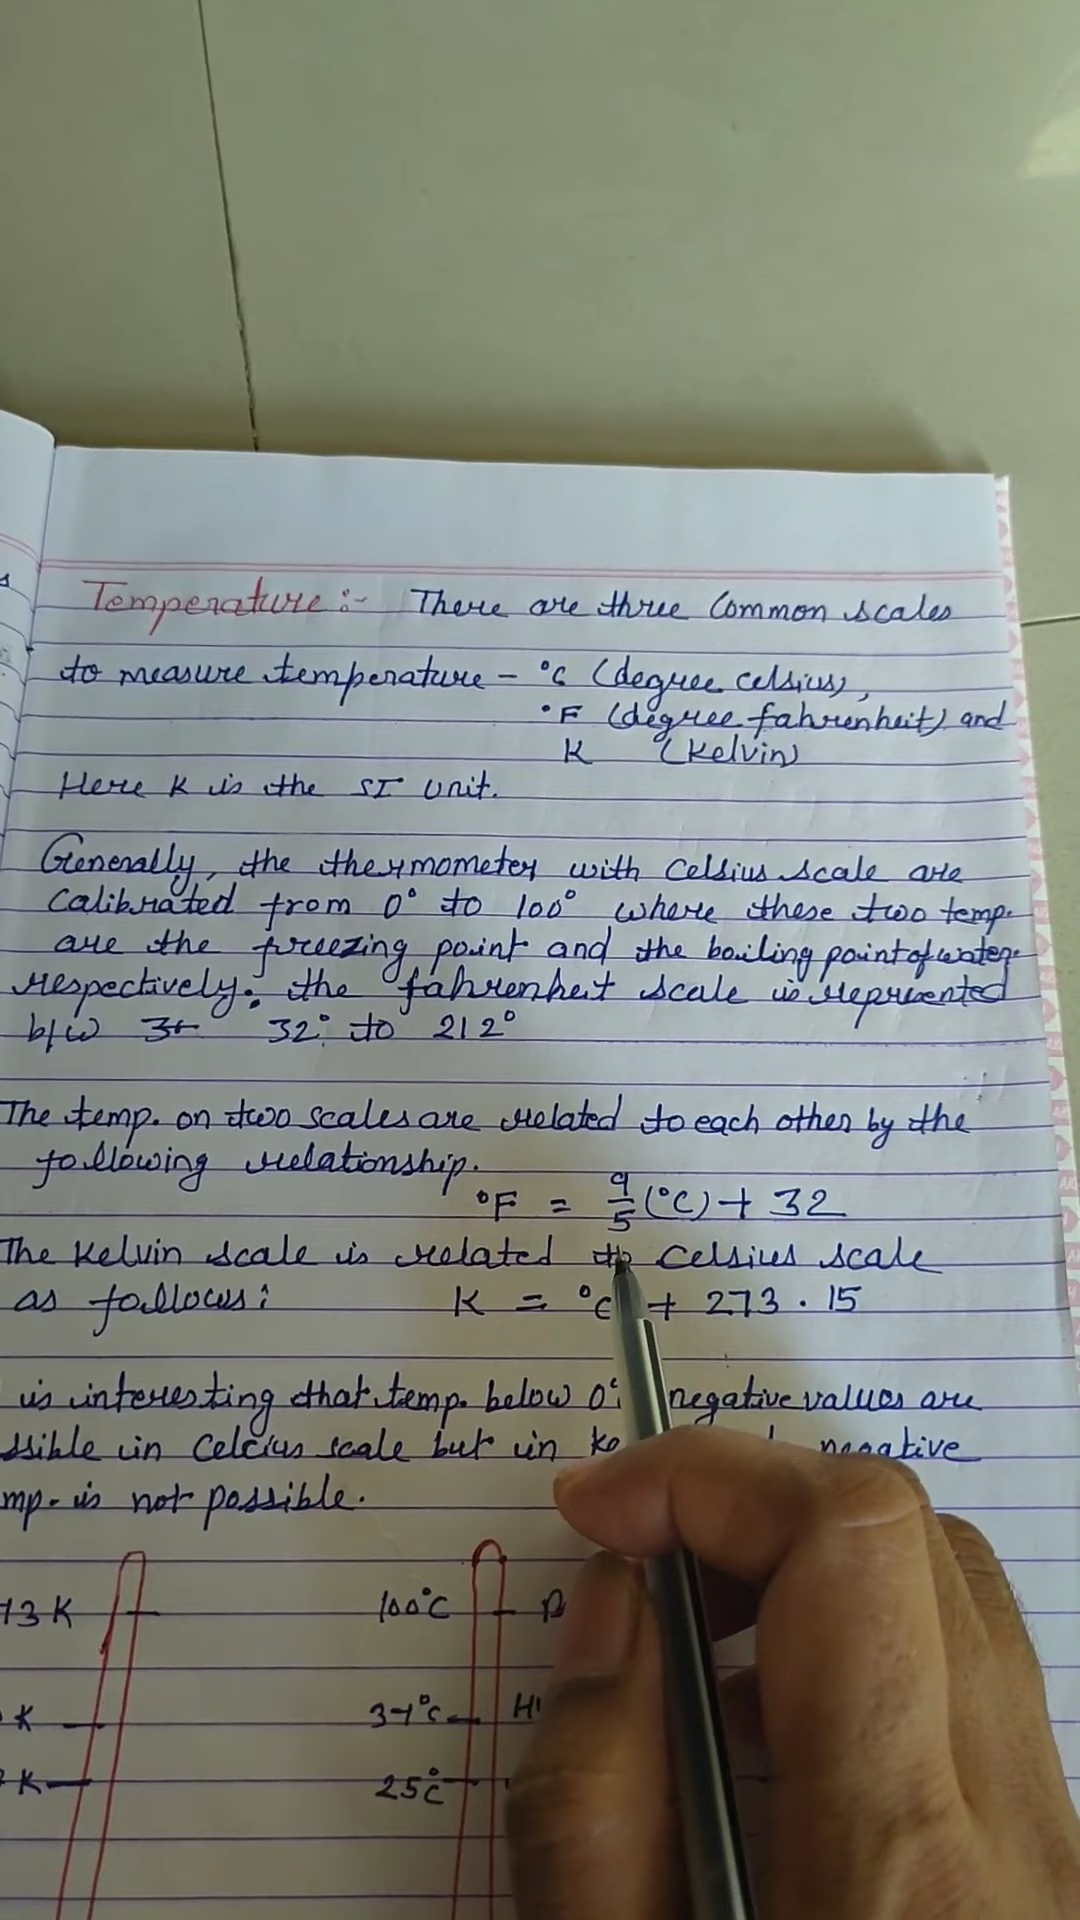 Temperature :- There are three Common scales
to measure temperature - °C (degree celsius),
°F (degree fahrenheit) and
K (Kelvin)
Here K is the SI Unit.
Generally, the thermometer with Celsius scale are
Calibrated from 0° to 100° where these two temp.
are the freezing point and the boiling point of water
respectively. the fahrenheit scale is represented
b/w 32° to 212°
The temp. on two scales are related to each other by the
following relationship.
°F = 9/5 (°C) + 32
The Kelvin scale is related to Celsius scale
as follows: K = °C + 273.15
is interesting that temp. below 0° negative values are
ssible in Celcius scale but in negative
mp. is not possible.
73 K 100°C
K
K 25°C